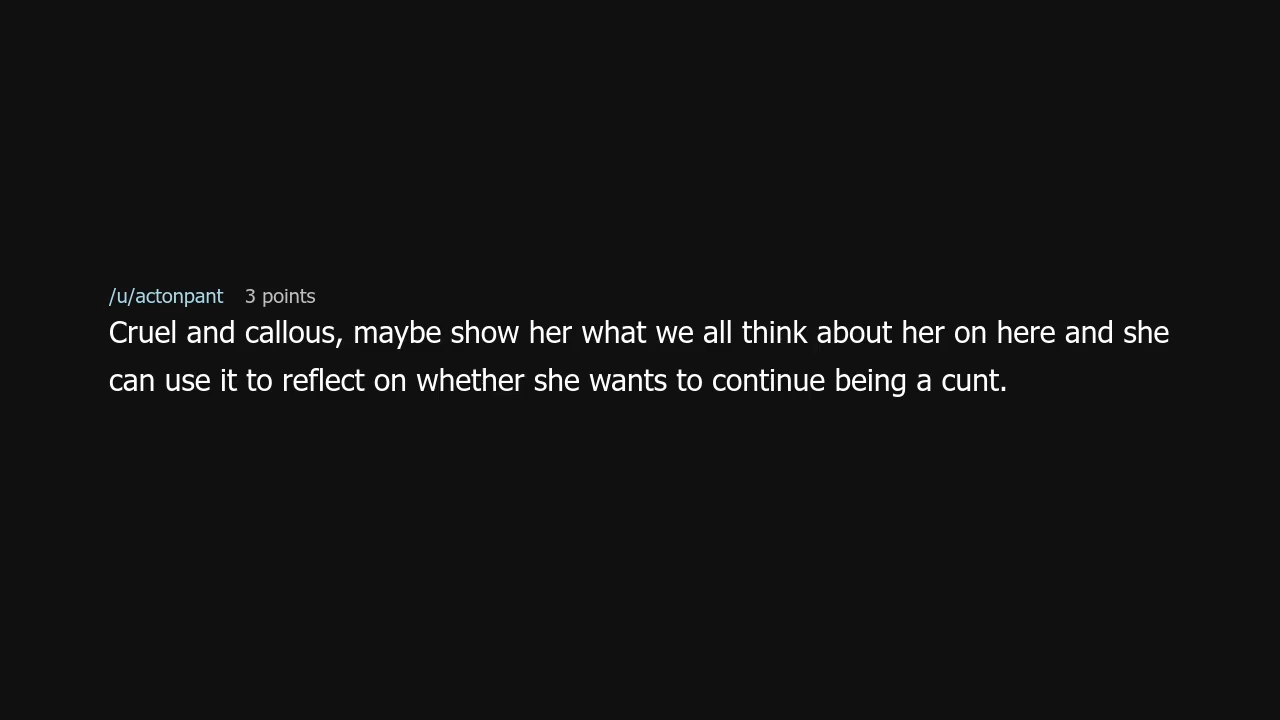 /u/actonpant 3 points
Cruel and callous, maybe show her what we all think about her on here and she
can use it to reflect on whether she wants to continue being a cunt.